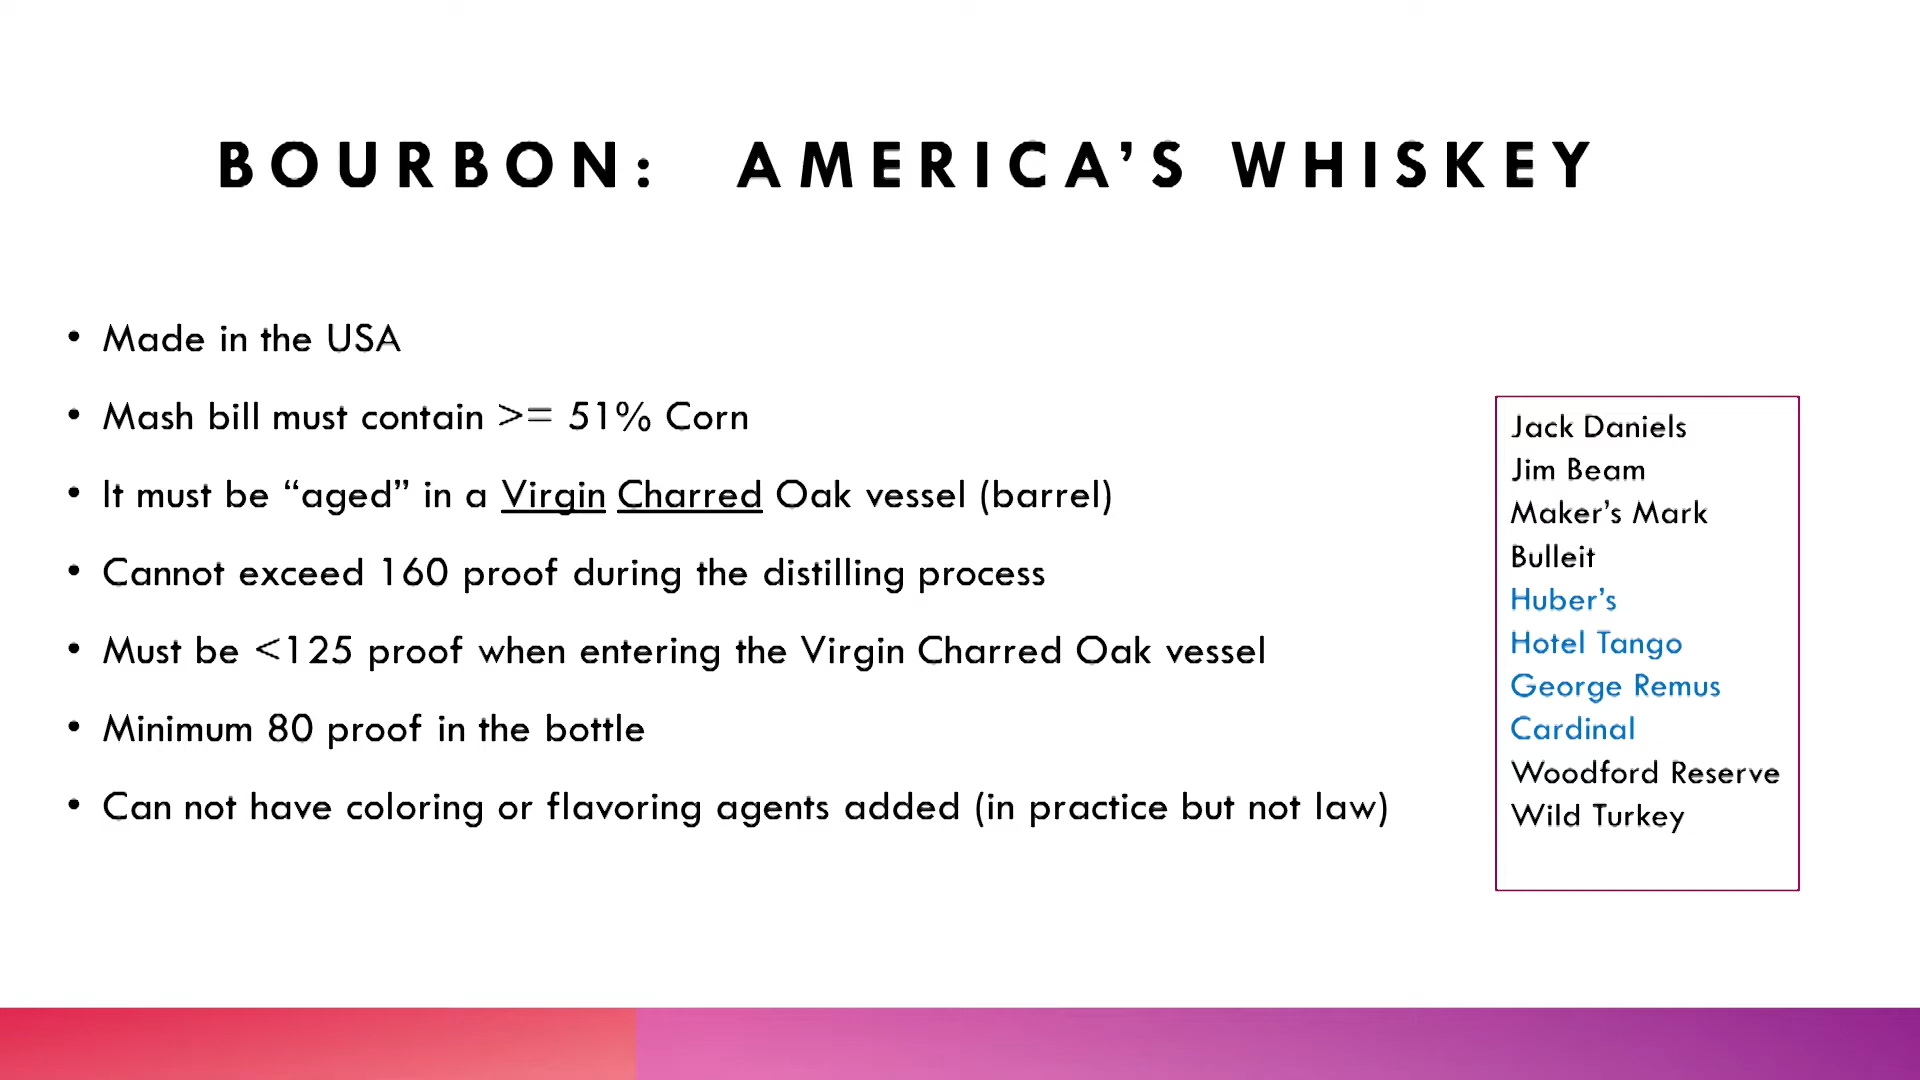 BOURBON: AMERICA’S WHISKEY
• Made in the USA
• Mash bill must contain >= 51% Corn
• It must be “aged” in a Virgin Charred Oak vessel (barrel)
• Cannot exceed 160 proof during the distilling process
• Must be <125 proof when entering the Virgin Charred Oak vessel
• Minimum 80 proof in the bottle
• Can not have coloring or flavoring agents added (in practice but not law)
Jack Daniels
Jim Beam
Maker’s Mark
Bulleit
Huber’s
Hotel Tango
George Remus
Cardinal
Woodford Reserve
Wild Turkey